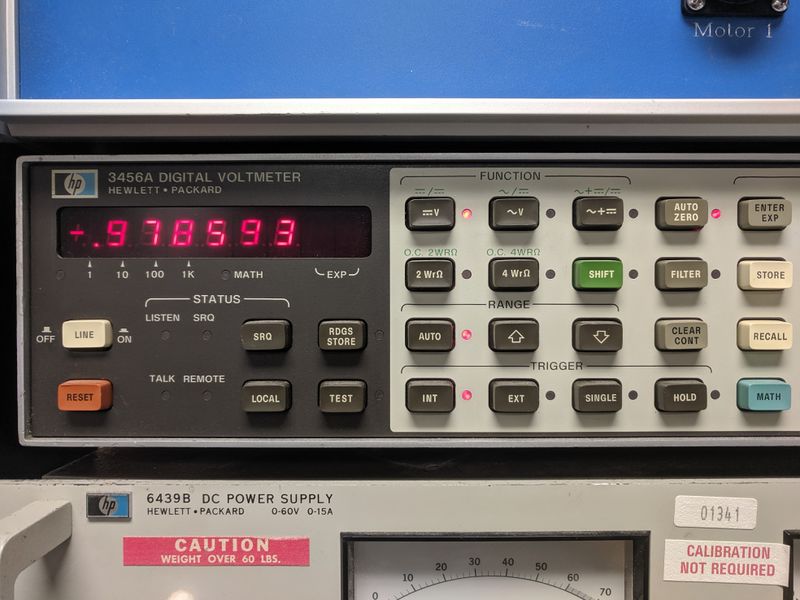 Motor 1
hp
3456A DIGITAL VOLTMETER
HEWLETT • PACKARD
+.978593
1 10 100 1K MATH EXP
STATUS
LISTEN SRQ
OFF LINE ON
SRQ
RDGS STORE
TALK REMOTE
RESET
LOCAL
TEST
FUNCTION
⎓/⎓ ~/⎓ ~+⎓/⎓
⎓V
~V
~+⎓
AUTO ZERO
ENTER EXP
O.C. 2WRΩ O.C. 4WRΩ
2 WrΩ
4 WrΩ
SHIFT
FILTER
STORE
RANGE
AUTO
CLEAR CONT
RECALL
TRIGGER
INT
EXT
SINGLE
HOLD
MATH
hp
6439B DC POWER SUPPLY
HEWLETT • PACKARD 0-60V 0-15A
CAUTION
WEIGHT OVER 60 LBS.
0 10 20 30 40 50 60 70
01341
CALIBRATION
NOT REQUIRED